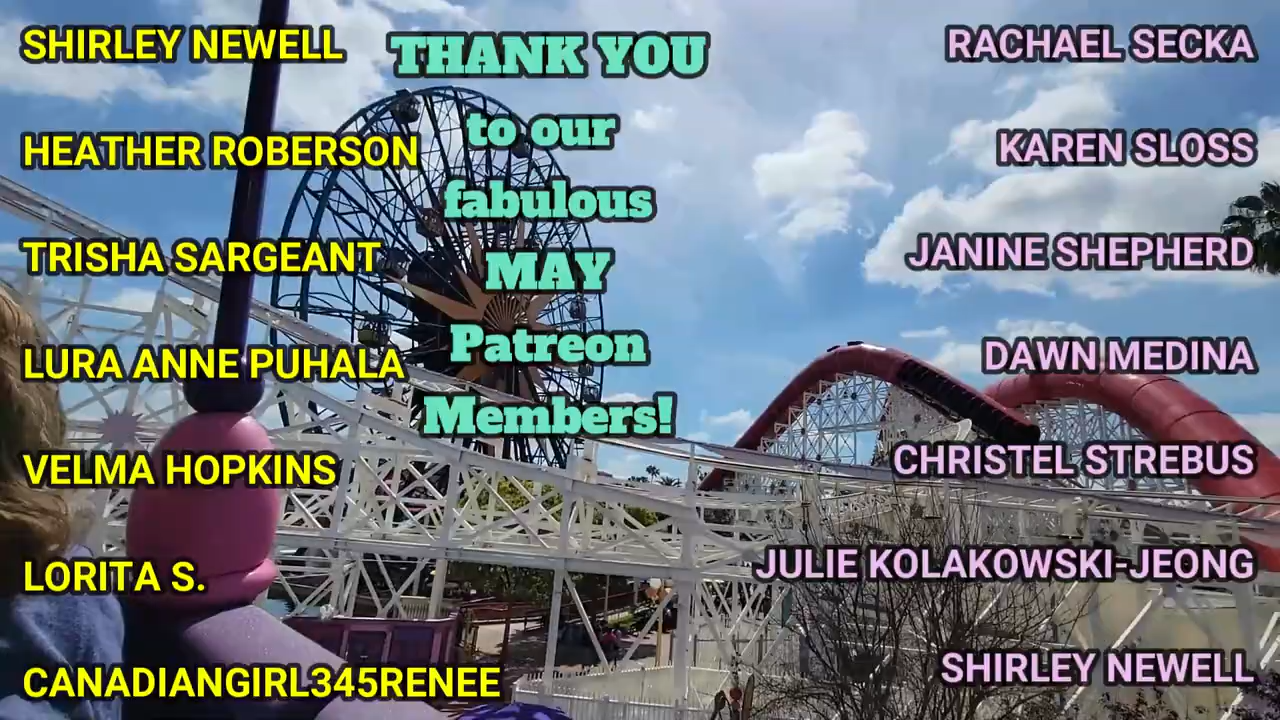 SHIRLEY NEWELL
HEATHER ROBERSON
TRISHA SARGEANT
LURA ANNE PUHALA
VELMA HOPKINS
LORITA S.
CANADIANGIRL345RENEE
THANK YOU
to our
fabulous
MAY
Patreon
Members!
RACHAEL SECKA
KAREN SLOSS
JANINE SHEPHERD
DAWN MEDINA
CHRISTEL STREBUS
JULIE KOLAKOWSKI-JEONG
SHIRLEY NEWELL